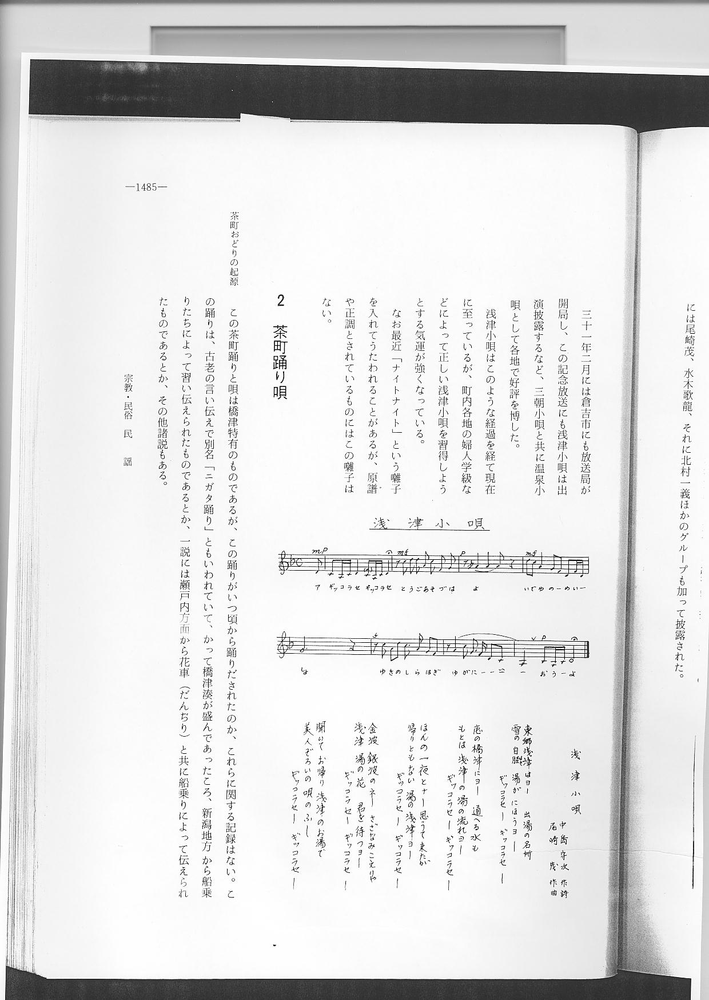 には尾崎茂、水木歌龍、それに北村一義ほかのグループも加って披露された。
三十一年二月には倉吉市にも放送局が
開局し、この記念放送にも浅津小唄は出
演披露するなど、三朝小唄と共に温泉小
唄として各地で好評を博した。
浅津小唄はこのような経過を経て現在
に至っているが、町内各地の婦人学級な
どによって正しい浅津小唄を習得しよう
とする気運が強くなっている。
なお最近「ナイトナイト」という囃子
を入れてうたわれることがあるが、原譜
や正調とされているものにはこの囃子は
ない。
浅津小唄
mP mf P mf
ア ギッコラセ ギッコラセ とうごあそづは よ いでゆのーめいー
f P
しよ ゆきのしらはぎ ゆがにーーニー おうーよ
浅津小唄
中島守次 作詩
尾崎茂 作曲
東郷浅津はヨー 出湯の名所
雪の白脛 湯が にほうヨー
ギッコラセー ギッコラセー
恋の橋津にヨー 通へる水も
もとは浅津の湯の流れヨー
ギッコラセー ギッコラセー
ほんの一夜とナー思うて来たが
帰りともない湯の浅津ヨー
ギッコラセー ギッコラセー
金波銀波のネー さざなみこえりや
浅津湯の花 君を待つヨー
ギッコラセー ギッコラセー
聞いてお帰り 浅津のお湯で
美人ぞろいの唄のふし
ギッコラセー ギッコラセー
2 茶町踊り唄
茶町おどりの起源
この茶町踊りと唄は橋津特有のものであるが、この踊りがいつ頃から踊りだされたのか、これらに関する記録はない。こ
の踊りは、古老の言い伝えで別名「ニガタ踊り」ともいわれていて、かって橋津湊が盛んであったころ、新潟地方から船乗
りたちによって習い伝えられたものであるとか、一説には瀬戸内方面から花車（だんぢり）と共に船乗りによって伝えられ
たものであるとか、その他諸説もある。
宗教・民俗 民 謡
―1485―